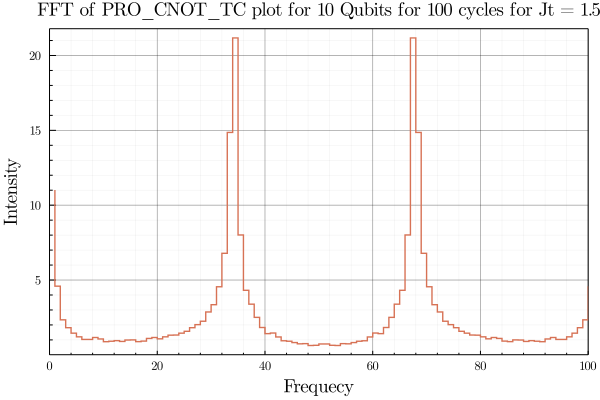 FFT of PRO_CNOT_TC plot for 10 Qubits for 100 cycles for Jt = 1.5
20
15
10
5
Intensity
0 20 40 60 80 100
Frequecy